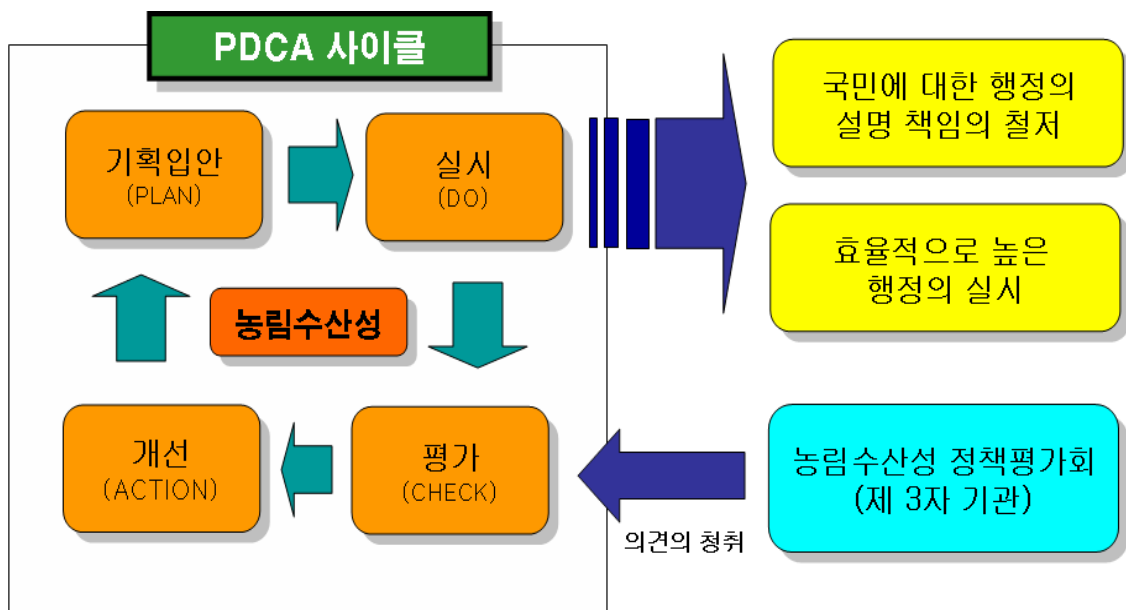 PDCA 사이클
기획입안
(PLAN)
실시
(DO)
국민에 대한 행정의
설명 책임의 철저
효율적으로 높은
행정의 실시
농림수산성
개선
(ACTION)
평가
(CHECK)
의견의 청취
농림수산성 정책평가회
(제 3자 기관)